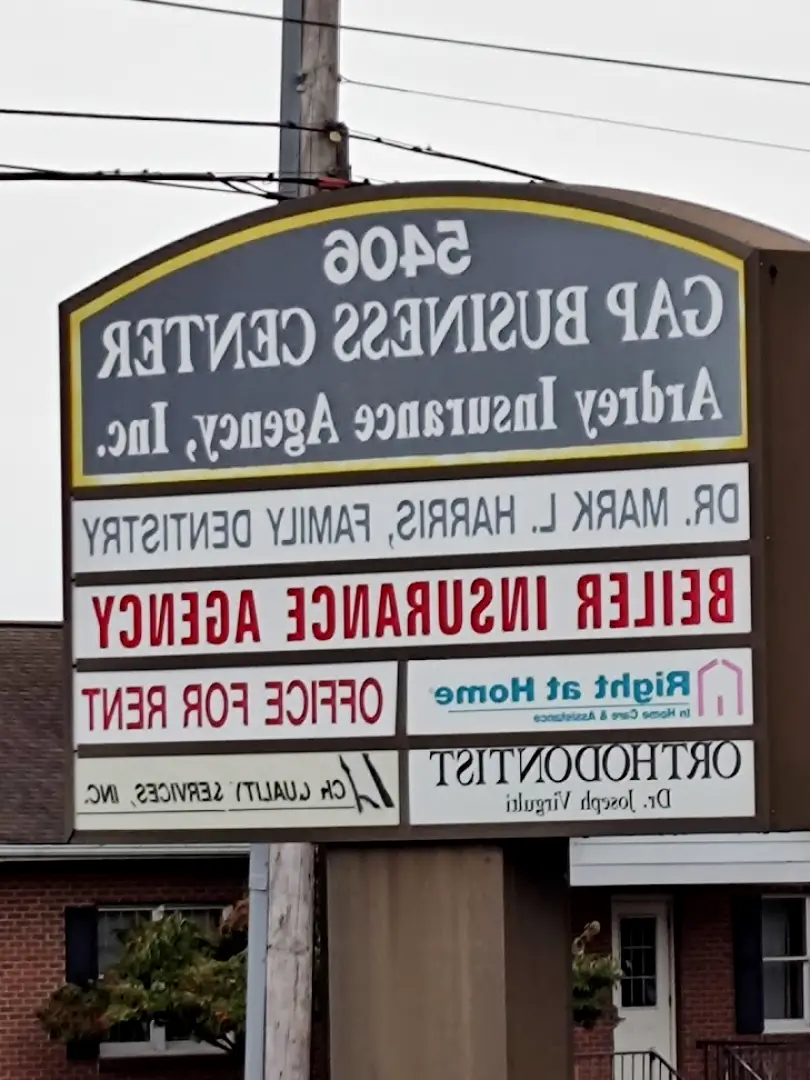 5406
GAP BUSINESS CENTER
Ardrey Insurance Agency, Inc.
DR. MARK L. HARRIS, FAMILY DENTISTRY
BEILER INSURANCE AGENCY
Right at Home
In Home Care & Assistance
OFFICE FOR RENT
ORTHODONTIST
Dr. Joseph Virgulti
QUALITY SERVICES, INC.